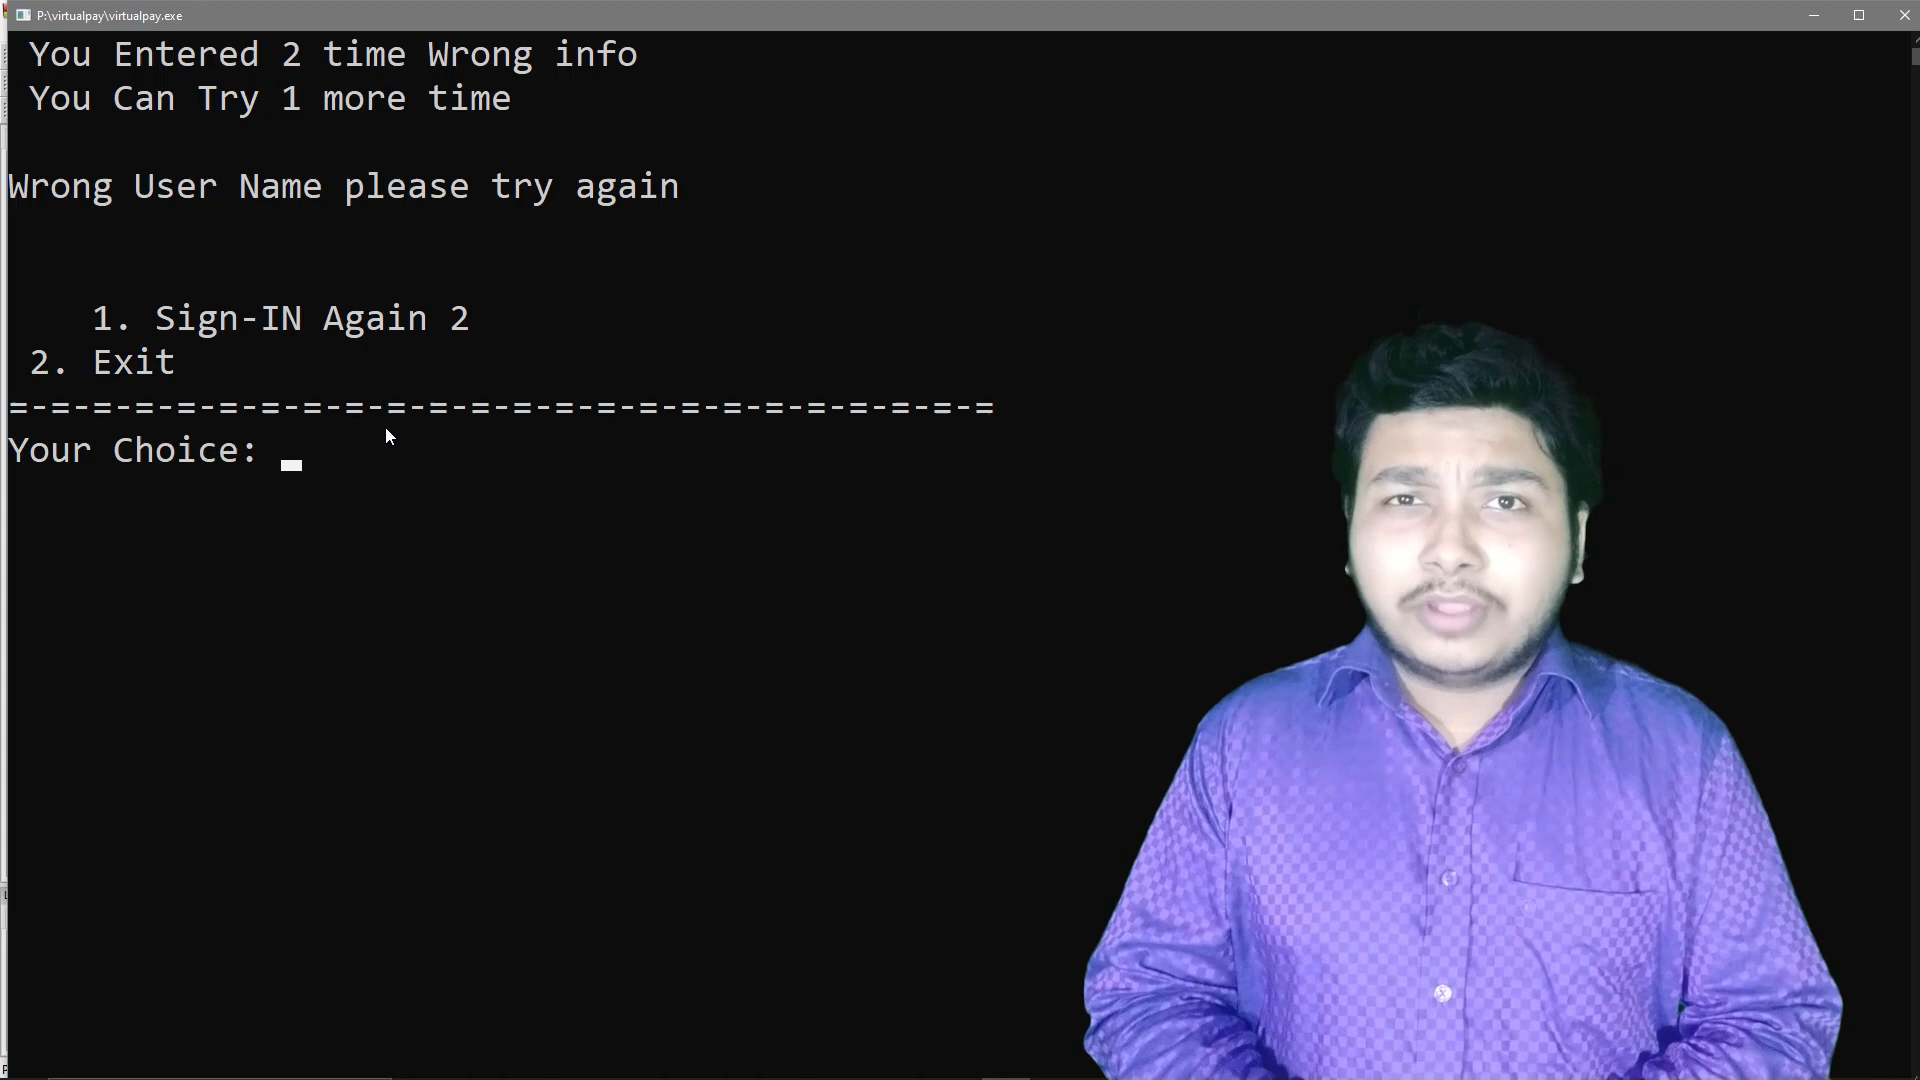 P:\virtualpay\virtualpay.exe
You Entered 2 time Wrong info
You Can Try 1 more time
Wrong User Name please try again
1. Sign-IN Again 2
2. Exit
=-=-=-=-=-=-=-=-=-=-=-=-=-=-=-=-=-=-=-=-=-=-=-=
Your Choice: